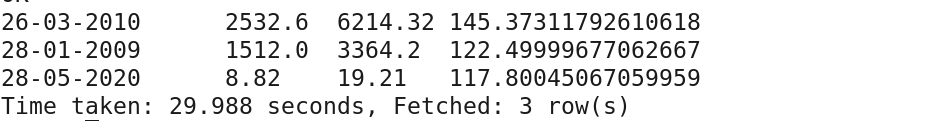 OK
26-03-2010 2532.6 6214.32 145.37311792610618
28-01-2009 1512.0 3364.2 122.49999677062667
28-05-2020 8.82 19.21 117.80045067059959
Time taken: 29.988 seconds, Fetched: 3 row(s)